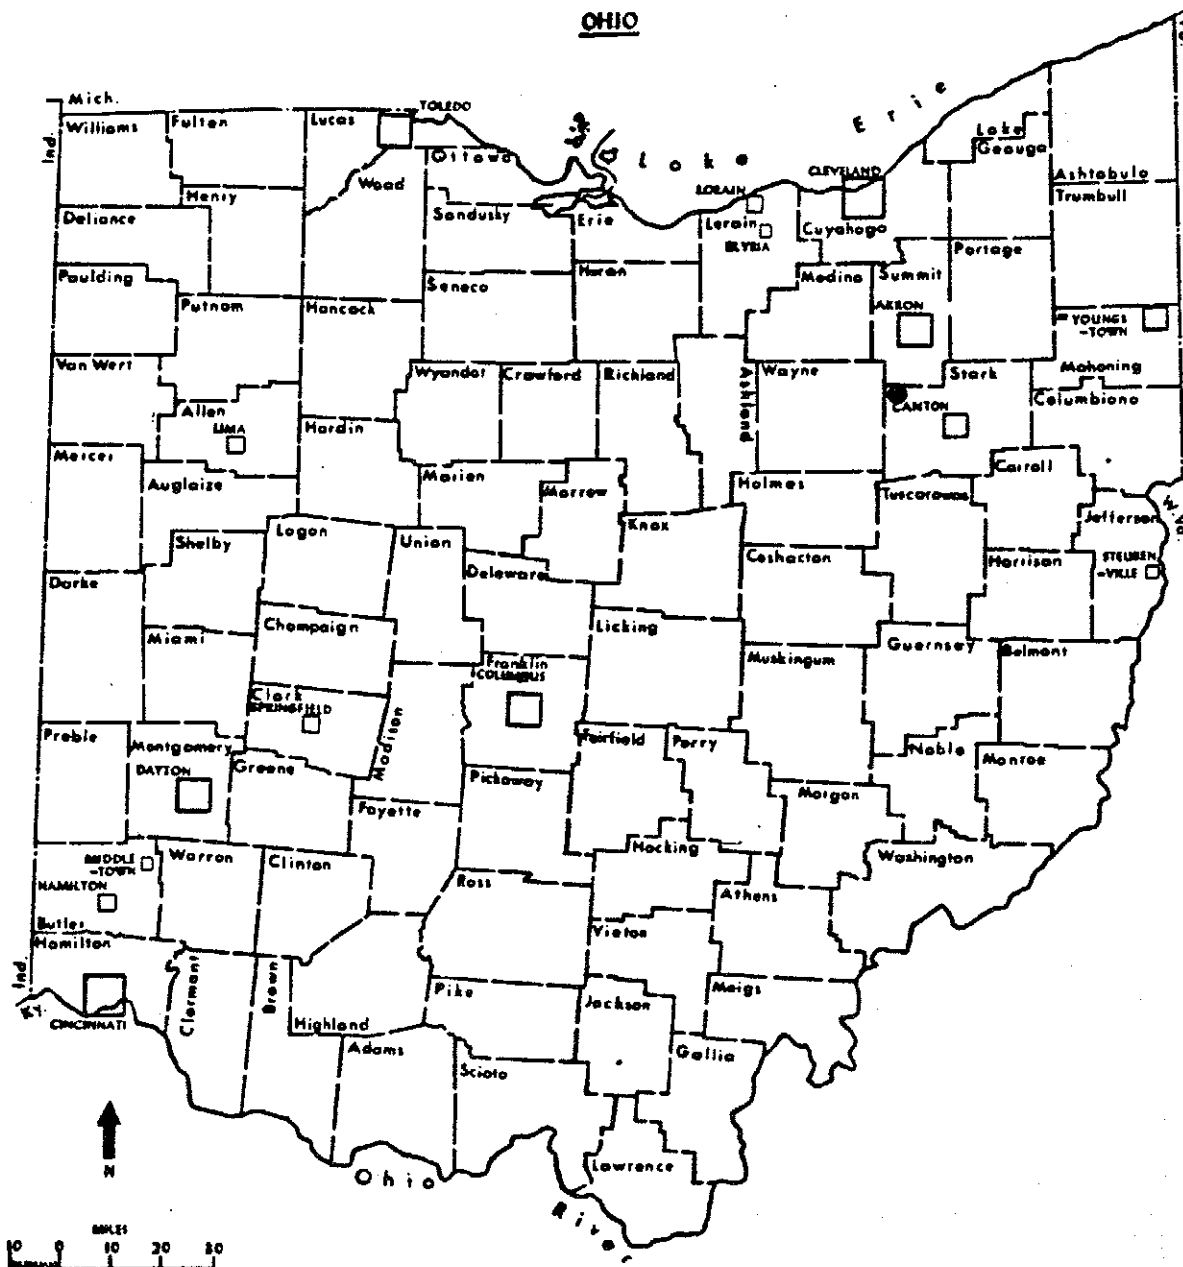 OHIO
Mich.
TOLEDO
Williams
Fulton
Lucas
Lake
Erie
Lake
Geauga
Ind.
Ottawa
CLEVELAND
Wood
LORAIN
Ashtabula
Henry
Trumbull
Defiance
Sandusky
Erie
Lorain
Cuyahoga
ELYRIA
Portage
Paulding
Huron
Medina
Summit
Seneca
Putnam
Hancock
AKRON
YOUNGS
-TOWN
Van Wert
Wyandot
Crawford
Richland
Ashland
Wayne
Stark
Mahoning
Columbiana
Allen
CANTON
LIMA
Hardin
Mercer
Carroll
Auglaize
Marion
Morrow
Holmes
Tuscarawas
W. Va.
Logan
Knox
Jefferson
Shelby
Union
Coshocton
STEUBEN
-VILLE
Delaware
Harrison
Darke
Champaign
Licking
Miami
Guernsey
Belmont
Franklin
COLUMBUS
Muskingum
Clark
SPRINGFIELD
Madison
Preble
Montgomery
Fairfield
Perry
Noble
DAYTON
Greene
Pickaway
Monroe
Morgan
Fayette
Hocking
MIDDLE
-TOWN
Warren
Clinton
Washington
HAMILTON
Ross
Athens
Butler
Vinton
Hamilton
Ind.
Ky.
Clermont
Brown
Pike
Jackson
Meigs
CINCINNATI
Highland
Adams
Gallia
Scioto
N
Lawrence
Ohio
River
MILES
10 0 10 20 30